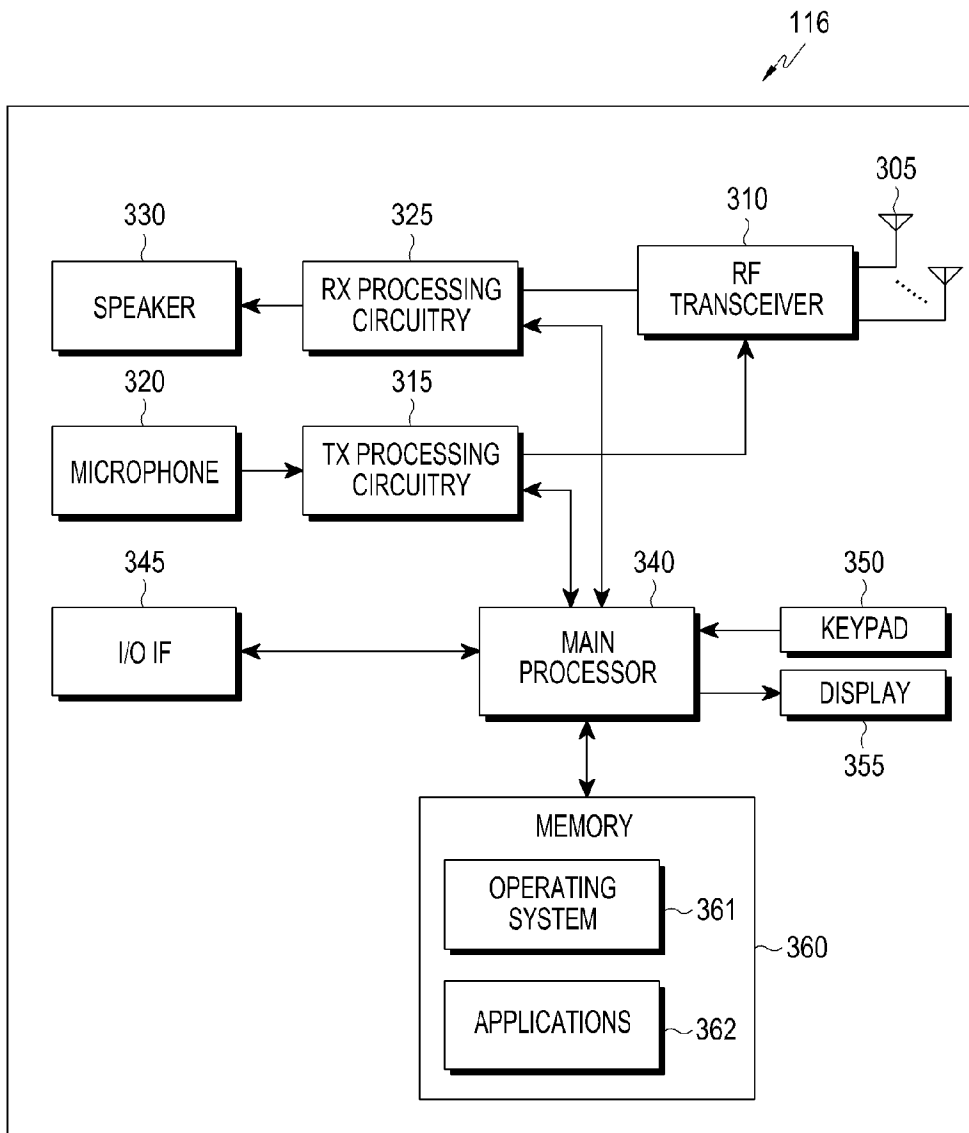 116
305
330
325
310
SPEAKER
RX PROCESSING
CIRCUITRY
RF
TRANSCEIVER
320
315
MICROPHONE
TX PROCESSING
CIRCUITRY
345
340
350
I/O IF
MAIN
PROCESSOR
KEYPAD
DISPLAY
355
MEMORY
OPERATING
SYSTEM
361
360
APPLICATIONS
362